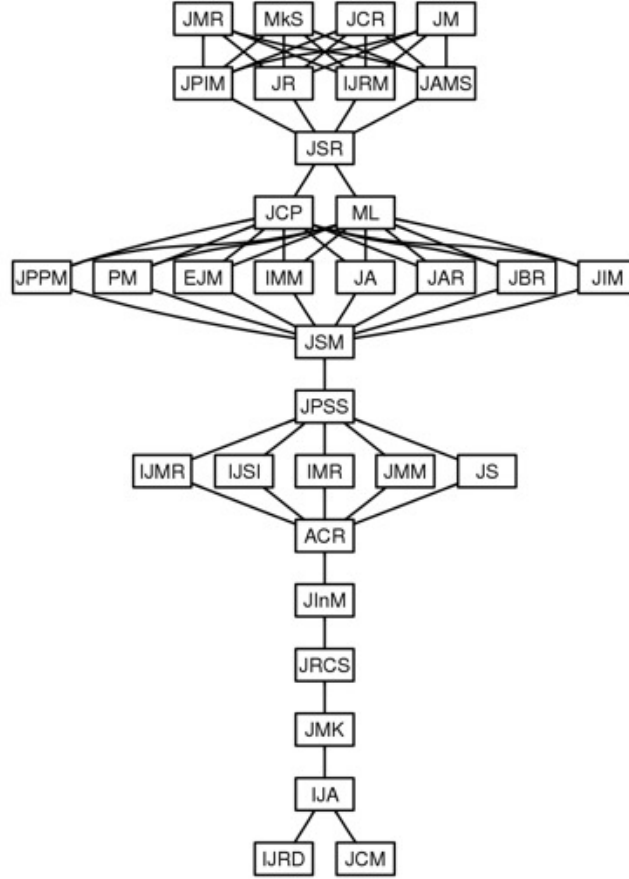 JMR MkS JCR JM
JPIM JR IJRM JAMS
JSR
JCP ML
JPPM PM EJM IMM JA JAR JBR JIM
JSM
JPSS
IJMR IJSI IMR JMM JS
ACR
JInM
JRCS
JMK
IJA
IJRD JCM